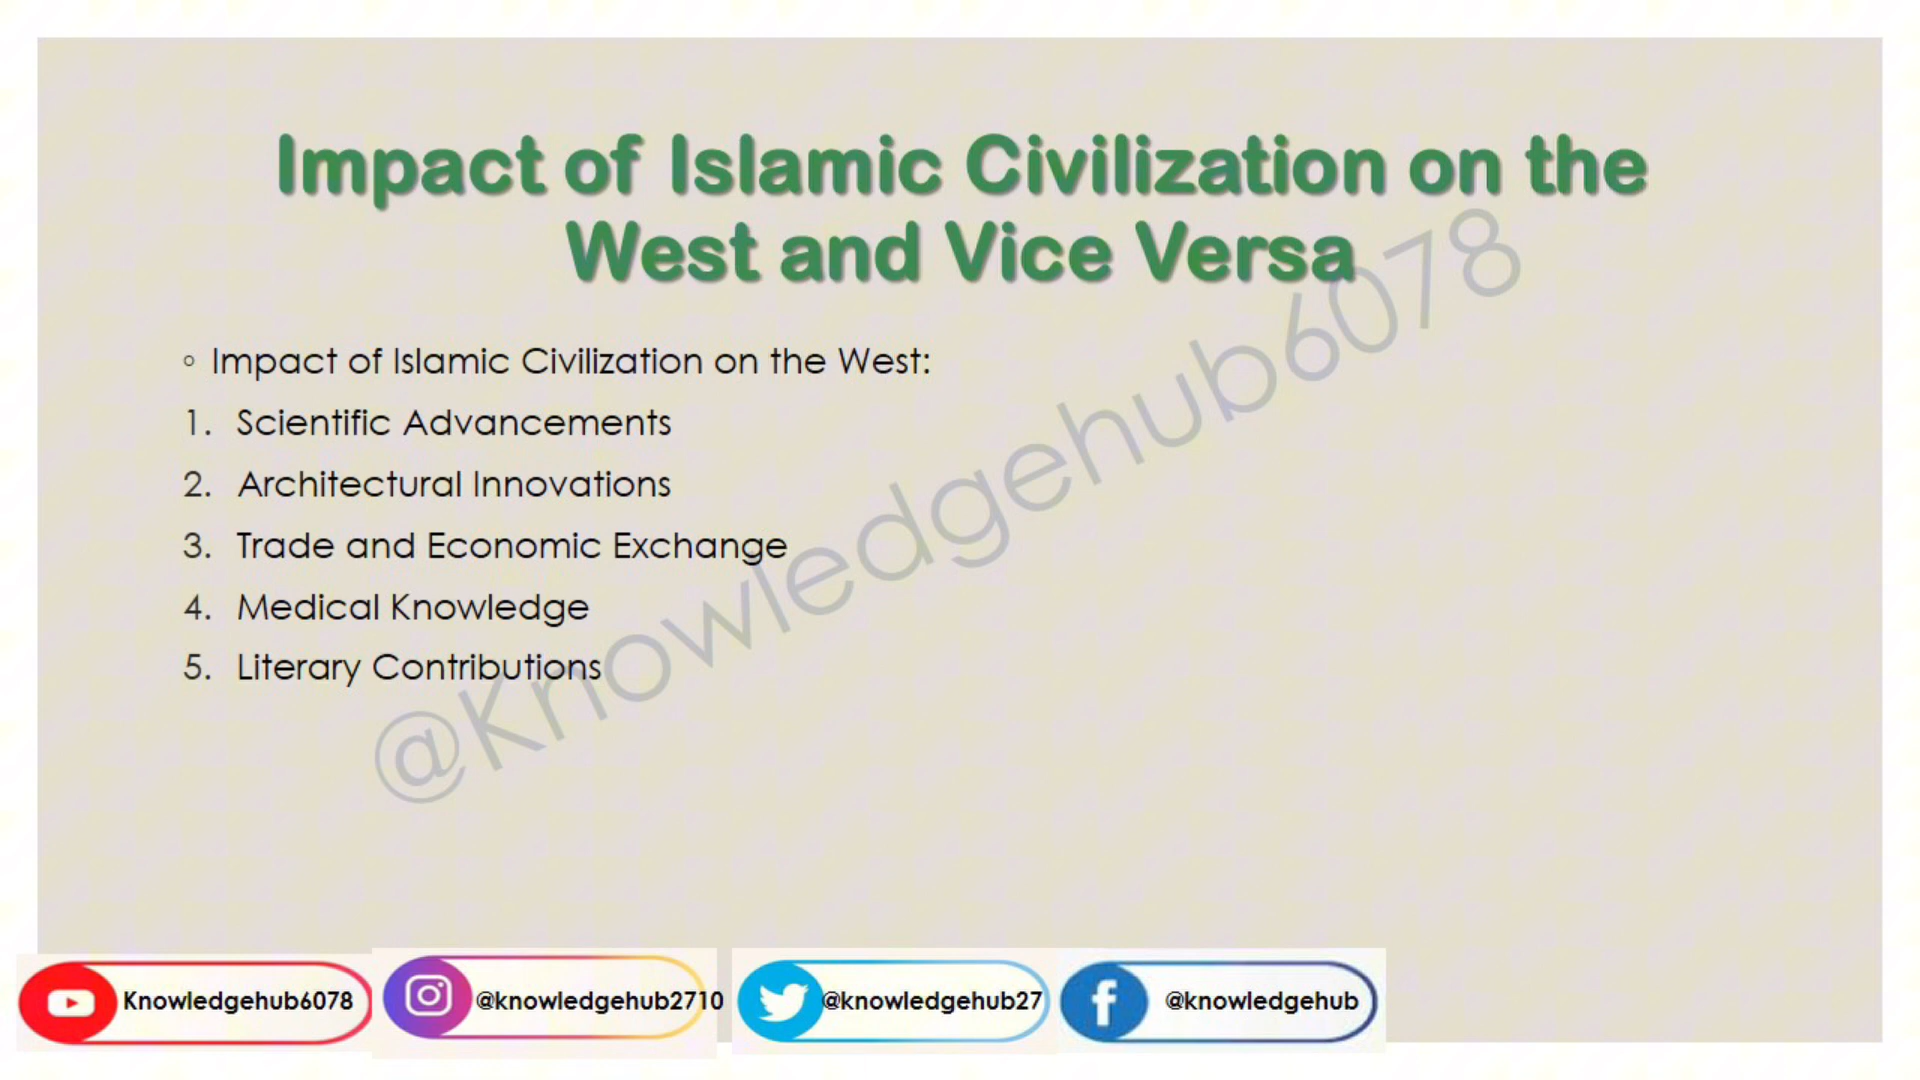 Impact of Islamic Civilization on the
West and Vice Versa
◦ Impact of Islamic Civilization on the West:
1. Scientific Advancements
2. Architectural Innovations
3. Trade and Economic Exchange
4. Medical Knowledge
5. Literary Contributions
@Knowledgehub6078
Knowledgehub6078
@knowledgehub2710
@knowledgehub27
@knowledgehub